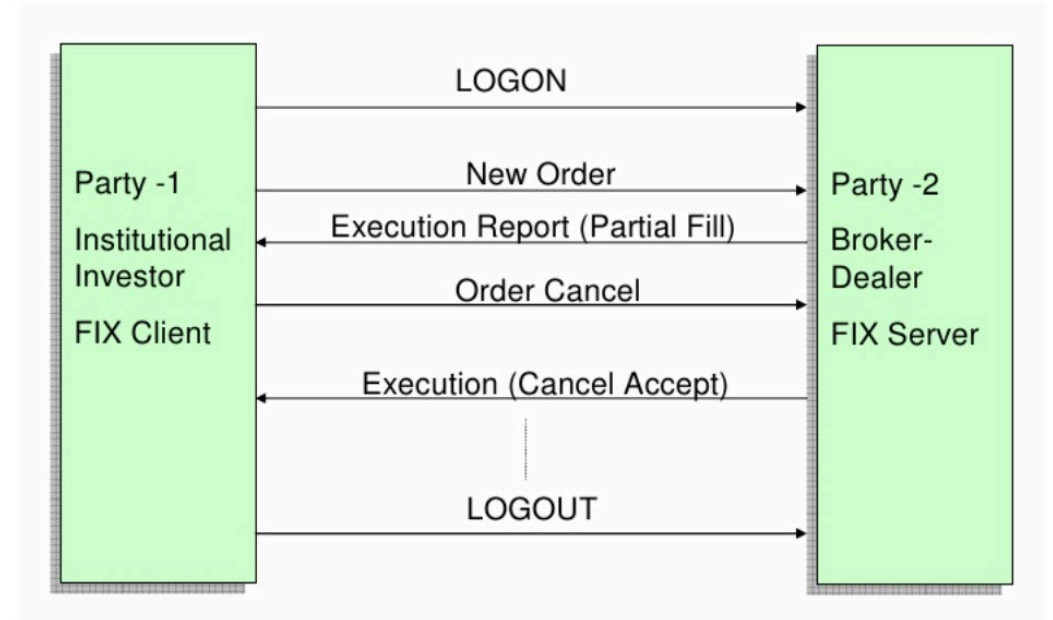 LOGON
New Order
Execution Report (Partial Fill)
Order Cancel
Execution (Cancel Accept)
LOGOUT
Party -1
Institutional
Investor
FIX Client
Party -2
Broker-
Dealer
FIX Server